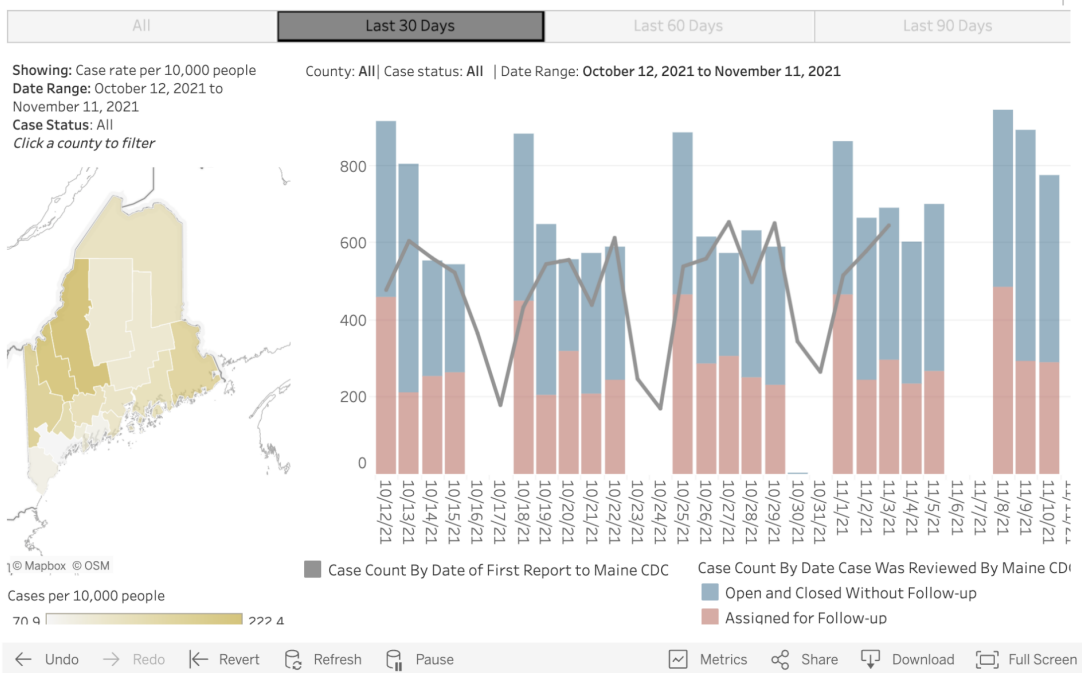 All
Last 30 Days
Last 60 Days
Last 90 Days
Showing: Case rate per 10,000 people
Date Range: October 12, 2021 to
November 11, 2021
Case Status: All
Click a county to filter
County: All| Case status: All | Date Range: October 12, 2021 to November 11, 2021
800
600
400
200
0
10/12/21
10/13/21
10/14/21
10/15/21
10/16/21
10/17/21
10/18/21
10/19/21
10/20/21
10/21/21
10/22/21
10/23/21
10/24/21
10/25/21
10/26/21
10/27/21
10/28/21
10/29/21
10/30/21
10/31/21
11/1/21
11/2/21
11/3/21
11/4/21
11/5/21
11/6/21
11/7/21
11/8/21
11/9/21
11/10/21
© Mapbox © OSM
Case Count By Date of First Report to Maine CDC
Case Count By Date Case Was Reviewed By Maine
Open and Closed Without Follow-up
Assigned for Follow-up
Cases per 10,000 people
70.9
222.4
Undo
Redo
Revert
Refresh
Pause
Metrics
Share
Download
Full Screen